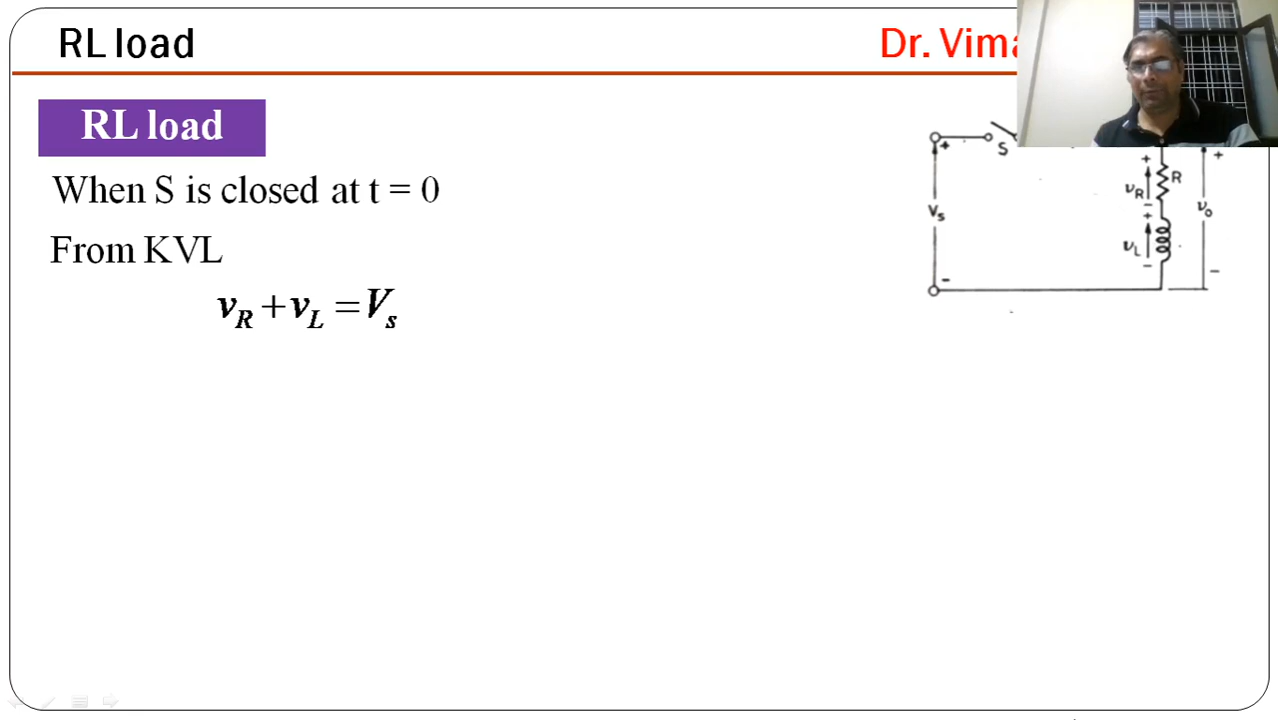 RL load
Dr. Vima
RL load
When S is closed at t = 0
From KVL
v_R + v_L = V_s
+
S
+
+
v_R
R
−
V_s
+
v_o
v_L
−
−
−